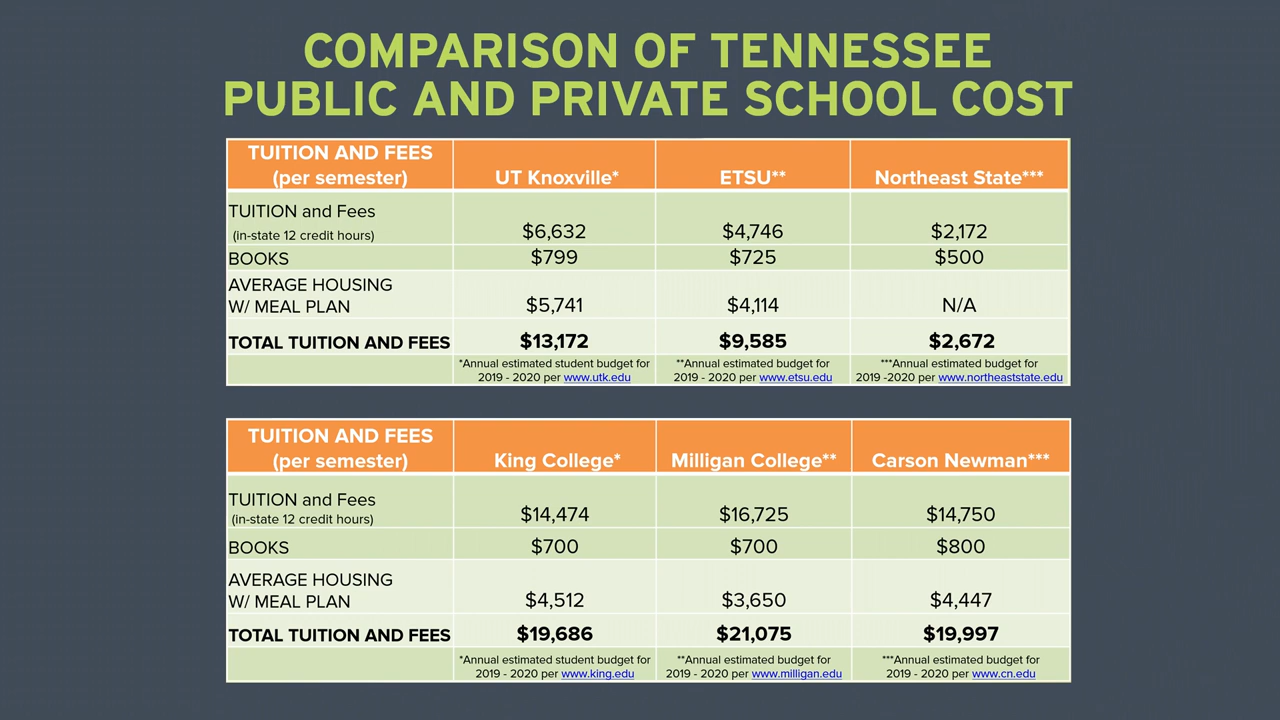 COMPARISON OF TENNESSEE
PUBLIC AND PRIVATE SCHOOL COST
TUITION AND FEES
(per semester)
UT Knoxville*
ETSU**
Northeast State***
TUITION and Fees
(in-state 12 credit hours)
$6,632
$4,746
$2,172
BOOKS
$799
$725
$500
AVERAGE HOUSING
W/ MEAL PLAN
$5,741
$4,114
N/A
TOTAL TUITION AND FEES
$13,172
$9,585
$2,672
*Annual estimated student budget for
2019 - 2020 per www.utk.edu
**Annual estimated budget for
2019 - 2020 per www.etsu.edu
***Annual estimated budget for
2019 -2020 per www.northeaststate.edu
TUITION AND FEES
(per semester)
King College*
Milligan College**
Carson Newman***
TUITION and Fees
(in-state 12 credit hours)
$14,474
$16,725
$14,750
BOOKS
$700
$700
$800
AVERAGE HOUSING
W/ MEAL PLAN
$4,512
$3,650
$4,447
TOTAL TUITION AND FEES
$19,686
$21,075
$19,997
*Annual estimated student budget for
2019 - 2020 per www.king.edu
**Annual estimated budget for
2019 - 2020 per www.milligan.edu
***Annual estimated budget for
2019 - 2020 per www.cn.edu